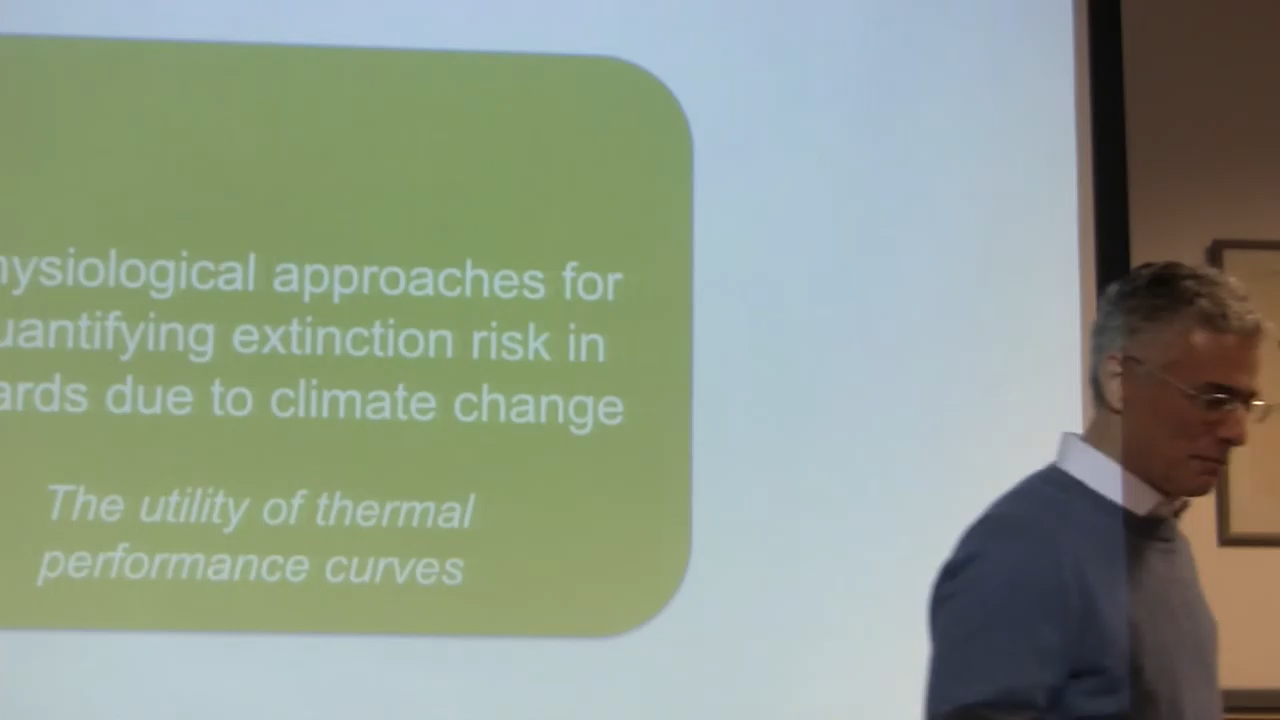 hysiological approaches for
uantifying extinction risk in
ards due to climate change
The utility of thermal
performance curves